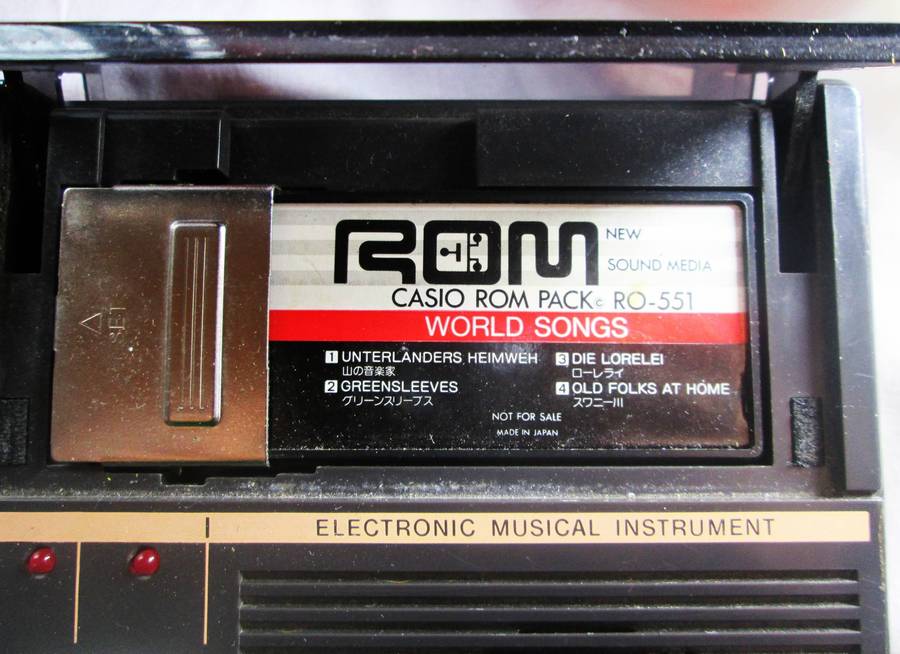 ROM NEW
SOUND MEDIA
CASIO ROM PACK© RO-551
WORLD SONGS
1 UNTERLANDERS HEIMWEH
山の音楽家
2 GREENSLEEVES
グリーンスリーブス
3 DIE LORELEI
ローレライ
4 OLD FOLKS AT HOME
スワニー川
NOT FOR SALE
MADE IN JAPAN
ELECTRONIC MUSICAL INSTRUMENT